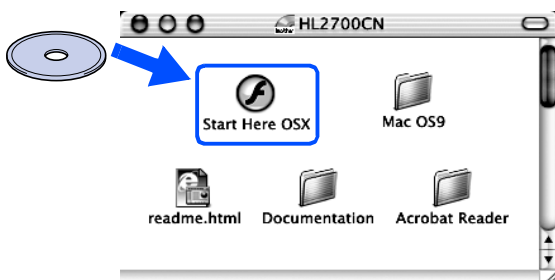 HL2700CN
Start Here OSX
Mac OS9
readme.html
Documentation
Acrobat Reader